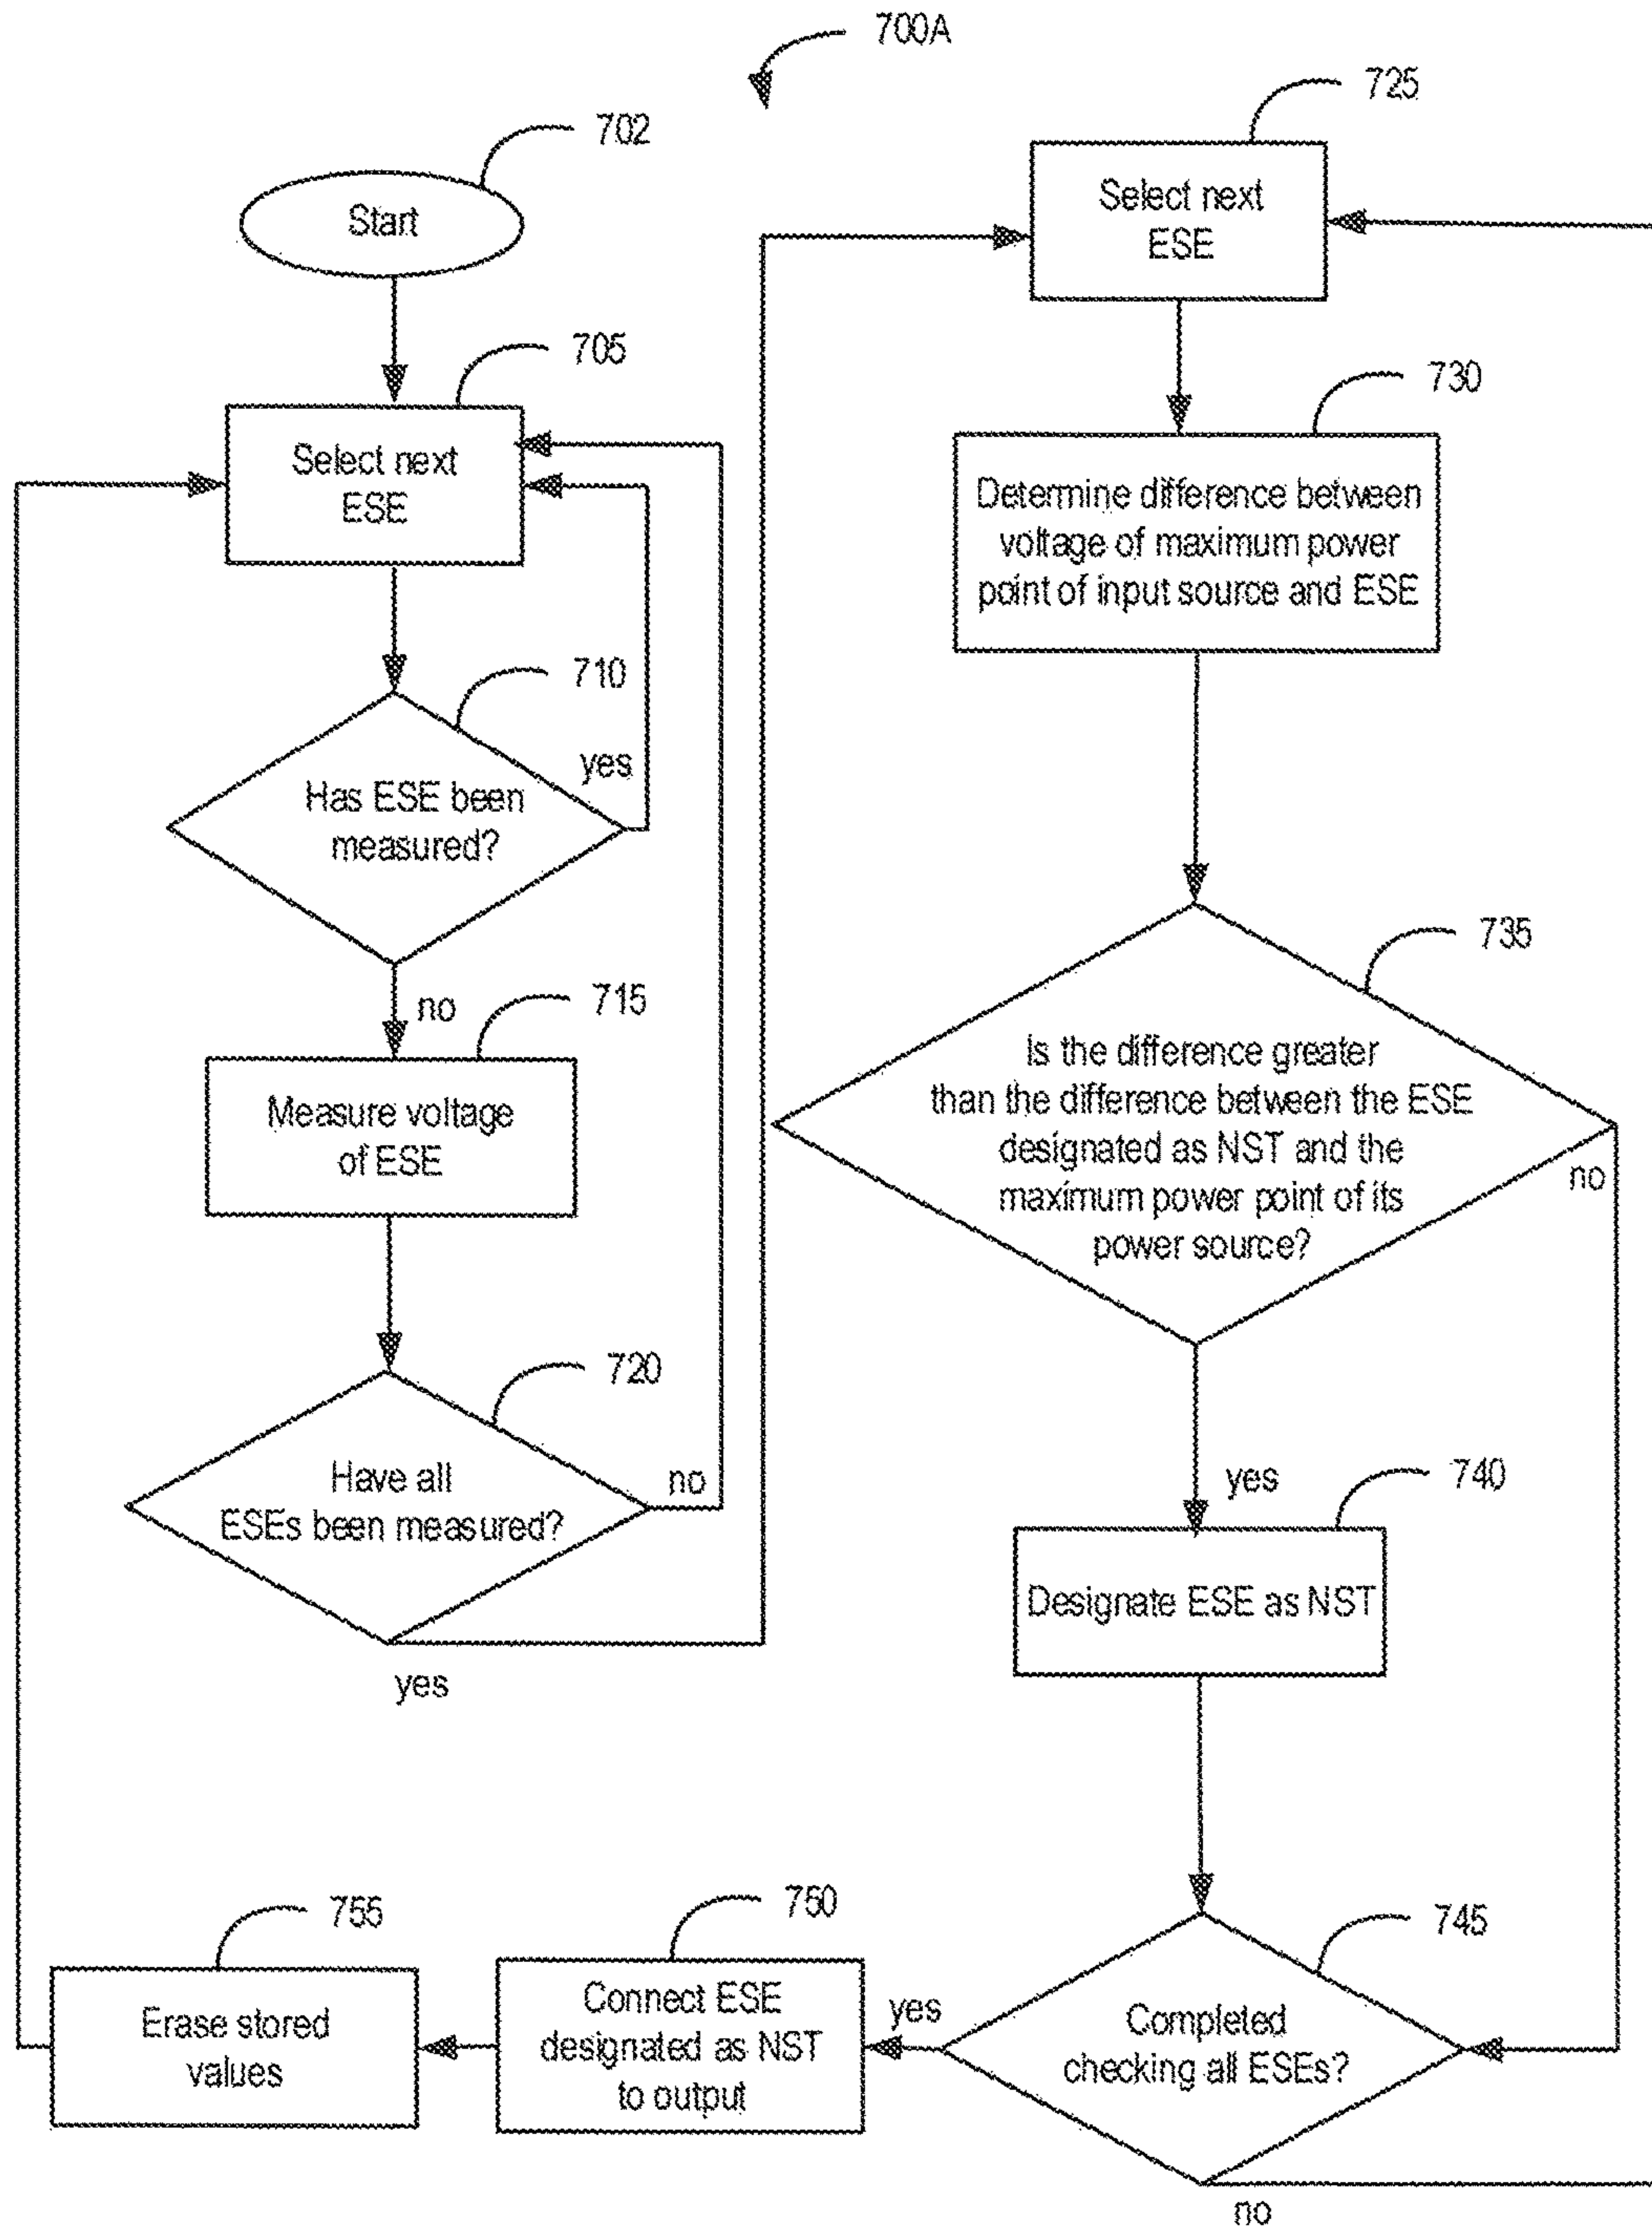 700A
702
Start
705
Select next
ESE
710
Has ESE been
measured?
yes
no
715
Measure voltage
of ESE
720
Have all
ESEs been measured?
no
yes
725
Select next
ESE
730
Determine difference between
voltage of maximum power
point of input source and ESE
735
Is the difference greater
than the difference between the ESE
designated as NST and the
maximum power point of its
power source?
no
yes
740
Designate ESE as NST
745
Completed
checking all ESEs?
yes
no
750
Connect ESE
designated as NST
to output
755
Erase stored
values